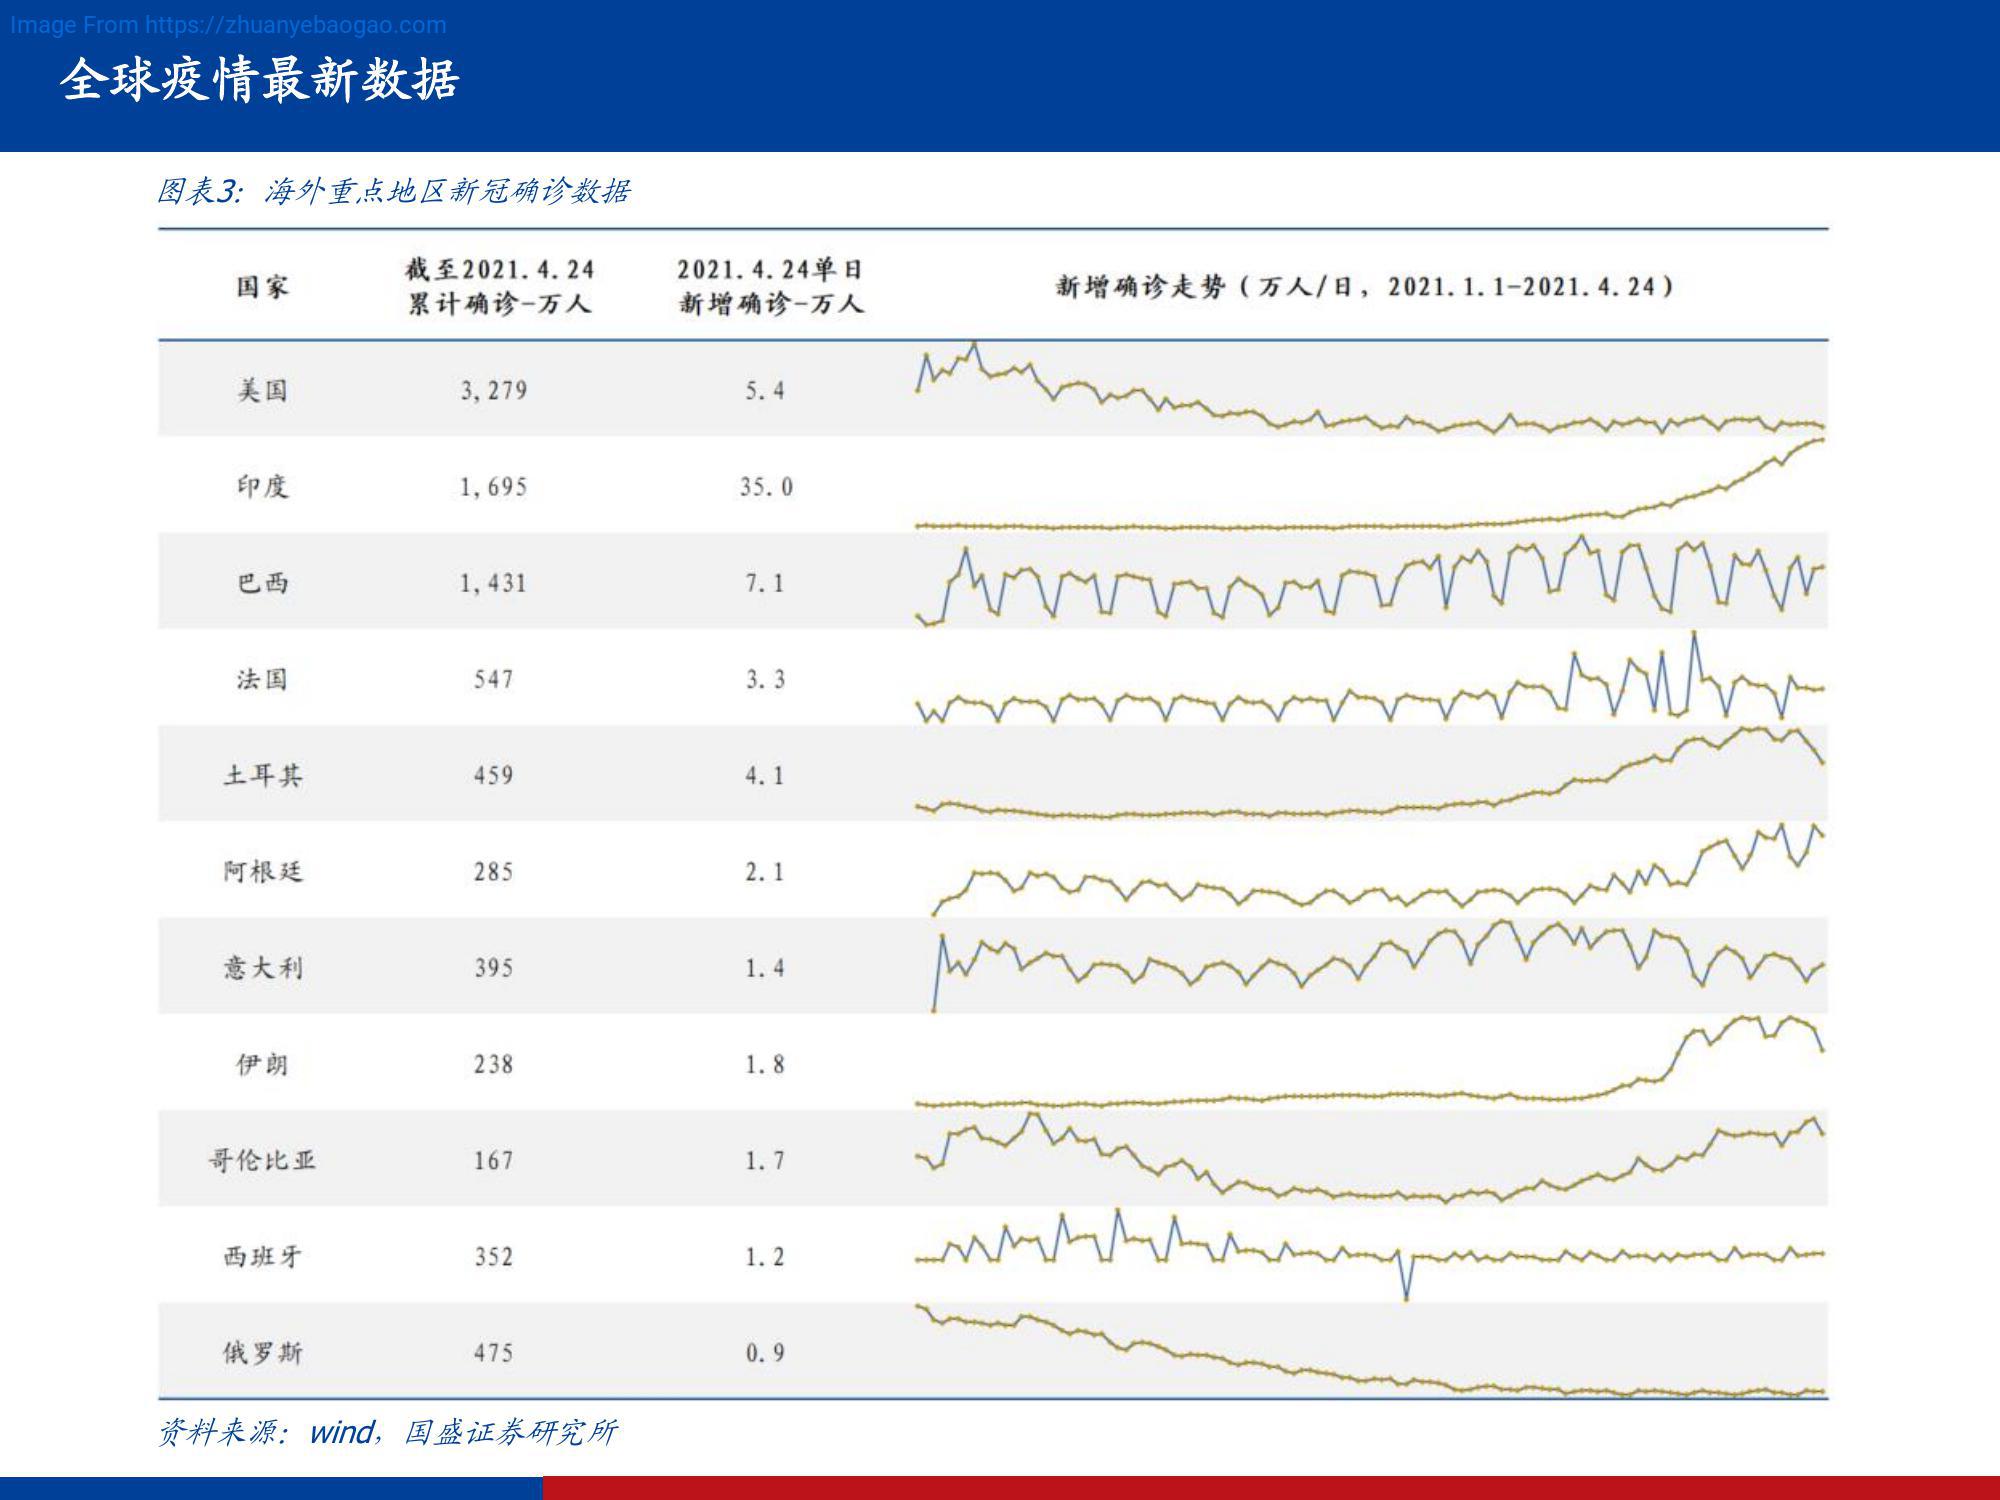 Image From https://zhuanyebaogao.com
全球疫情最新数据
图表3：海外重点地区新冠确诊数据
国家 截至2021.4.24 累计确诊-万人 2021.4.24单日 新增确诊-万人 新增确诊走势（万人/日，2021.1.1-2021.4.24）
美国 3,279 5.4
印度 1,695 35.0
巴西 1,431 7.1
法国 547 3.3
土耳其 459 4.1
阿根廷 285 2.1
意大利 395 1.4
伊朗 238 1.8
哥伦比亚 167 1.7
西班牙 352 1.2
俄罗斯 475 0.9
资料来源：wind，国盛证券研究所